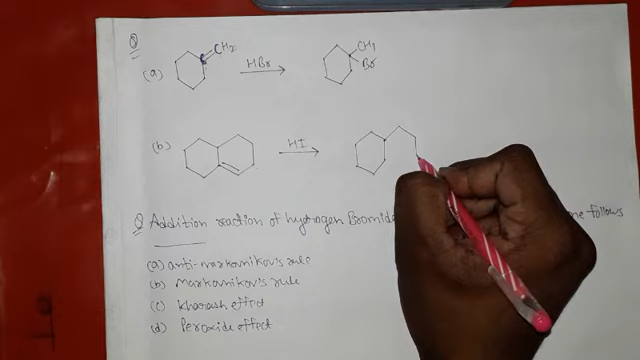 Q
(a) CH2 HBr CH3 Br
(b) HI
Q Addition reaction of hydrogen Bromide follows
(a) anti-markovnikov's rule
(b) markovnikov's rule
(c) Kharash effect
(d) Peroxide effect